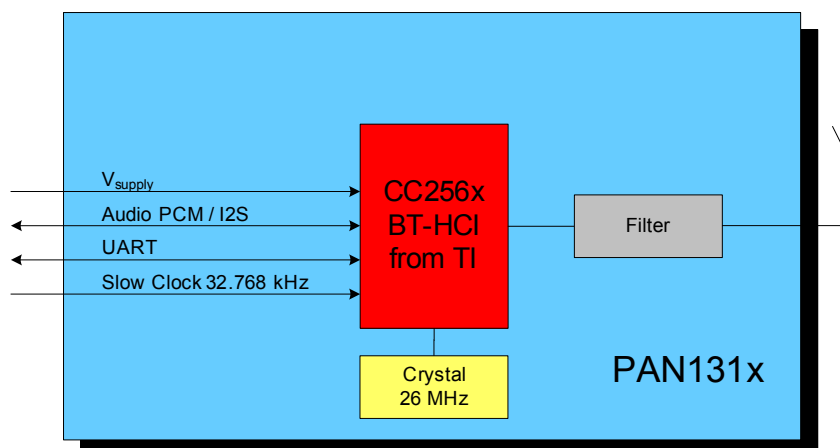 V supply
Audio PCM / I2S
UART
Slow Clock 32.768 kHz
CC256x
BT-HCI
from TI
Filter
Crystal
26 MHz
PAN131x